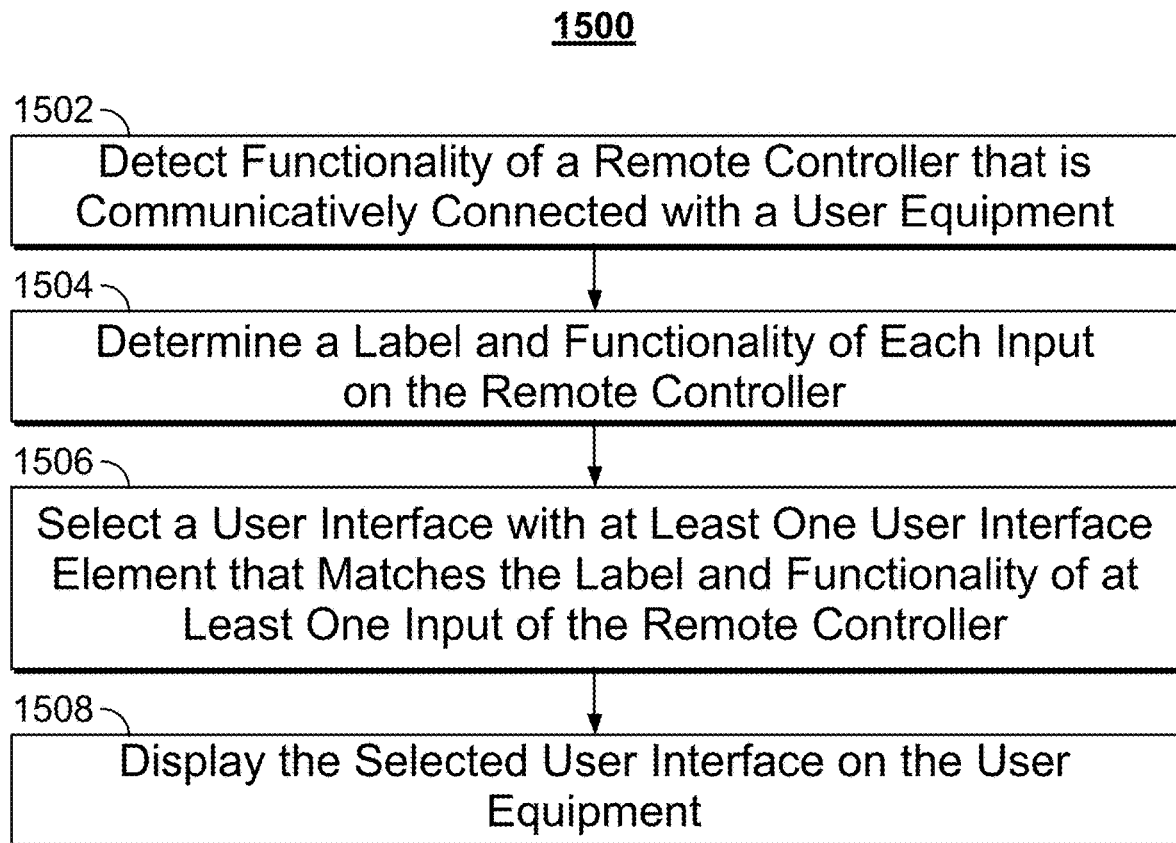 1500
1502
Detect Functionality of a Remote Controller that is
Communicatively Connected with a User Equipment
1504
Determine a Label and Functionality of Each Input
on the Remote Controller
1506
Select a User Interface with at Least One User Interface
Element that Matches the Label and Functionality of at
Least One Input of the Remote Controller
1508
Display the Selected User Interface on the User
Equipment